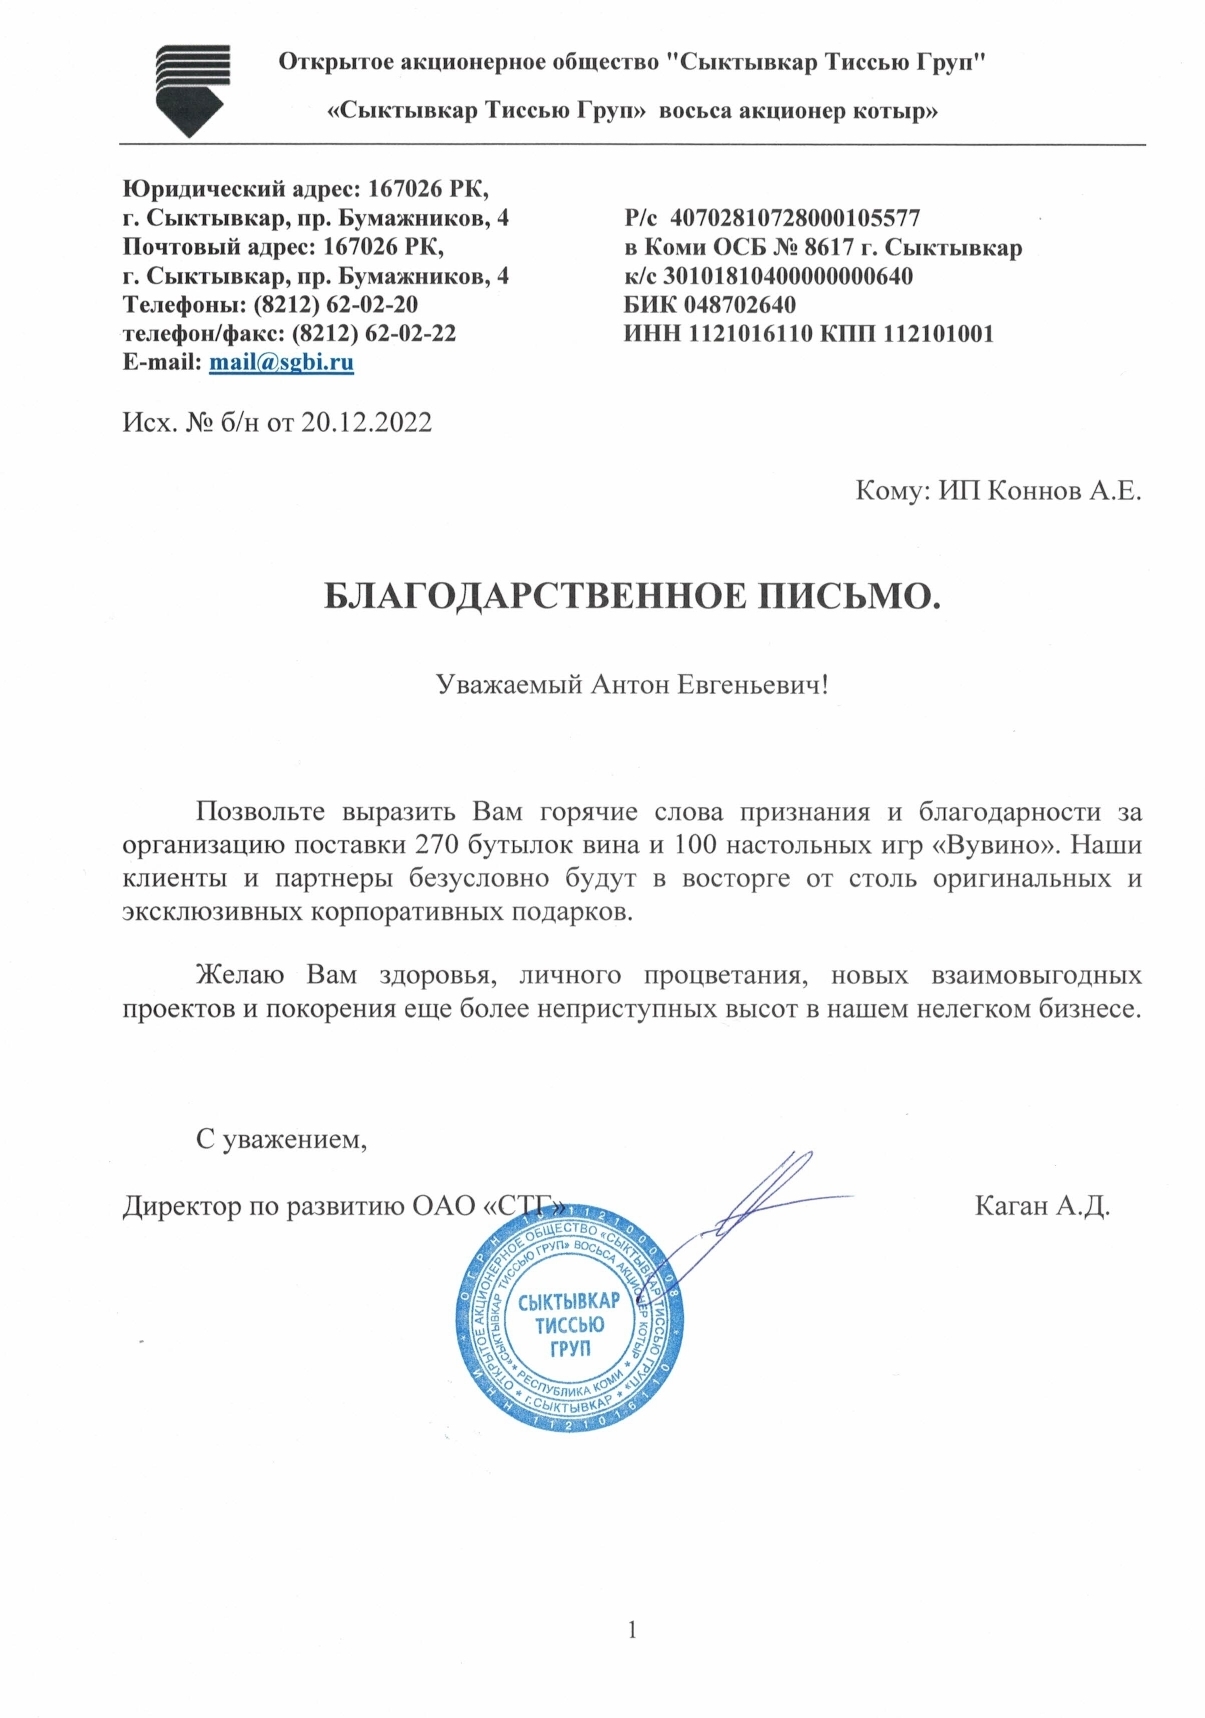 Открытое акционерное общество "Сыктывкар Тиссью Груп"
«Сыктывкар Тиссью Груп» восьса акционер котыр»
Юридический адрес: 167026 РК,
г. Сыктывкар, пр. Бумажников, 4
Почтовый адрес: 167026 РК,
г. Сыктывкар, пр. Бумажников, 4
Телефоны: (8212) 62-02-20
телефон/факс: (8212) 62-02-22
E-mail: mail@sgbi.ru
Р/с 40702810728000105577
в Коми ОСБ № 8617 г. Сыктывкар
к/с 30101810400000000640
БИК 048702640
ИНН 1121016110 КПП 112101001
Исх. № б/н от 20.12.2022
Кому: ИП Коннов А.Е.
БЛАГОДАРСТВЕННОЕ ПИСЬМО.
Уважаемый Антон Евгеньевич!
Позвольте выразить Вам горячие слова признания и благодарности за
организацию поставки 270 бутылок вина и 100 настольных игр «Вувино». Наши
клиенты и партнеры безусловно будут в восторге от столь оригинальных и
эксклюзивных корпоративных подарков.
Желаю Вам здоровья, личного процветания, новых взаимовыгодных
проектов и покорения еще более неприступных высот в нашем нелегком бизнесе.
С уважением,
Директор по развитию ОАО «СТГ»
Каган А.Д.
ОГРН
ИНН 1121016110
ОТКРЫТОЕ АКЦИОНЕРНОЕ ОБЩЕСТВО «СЫКТЫВКАР ТИССЬЮ ГРУП»
г.СЫКТЫВКАР
«СЫКТЫВКАР ТИССЬЮ ГРУП» ВОСЬСА АКЦИОНЕР КОТЫР
РЕСПУБЛИКА КОМИ
СЫКТЫВКАР
ТИССЬЮ
ГРУП
1